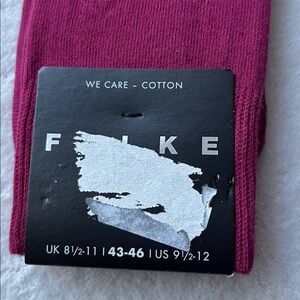 WE CARE – COTTON
FALKE
UK 8½-11 | 43-46 | US 9½-12